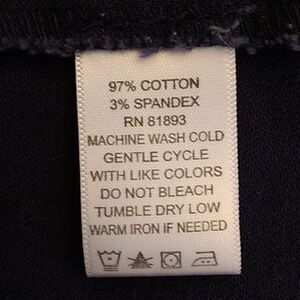 97% COTTON
3% SPANDEX
RN 81893
MACHINE WASH COLD
GENTLE CYCLE
WITH LIKE COLORS
DO NOT BLEACH
TUMBLE DRY LOW
WARM IRON IF NEEDED